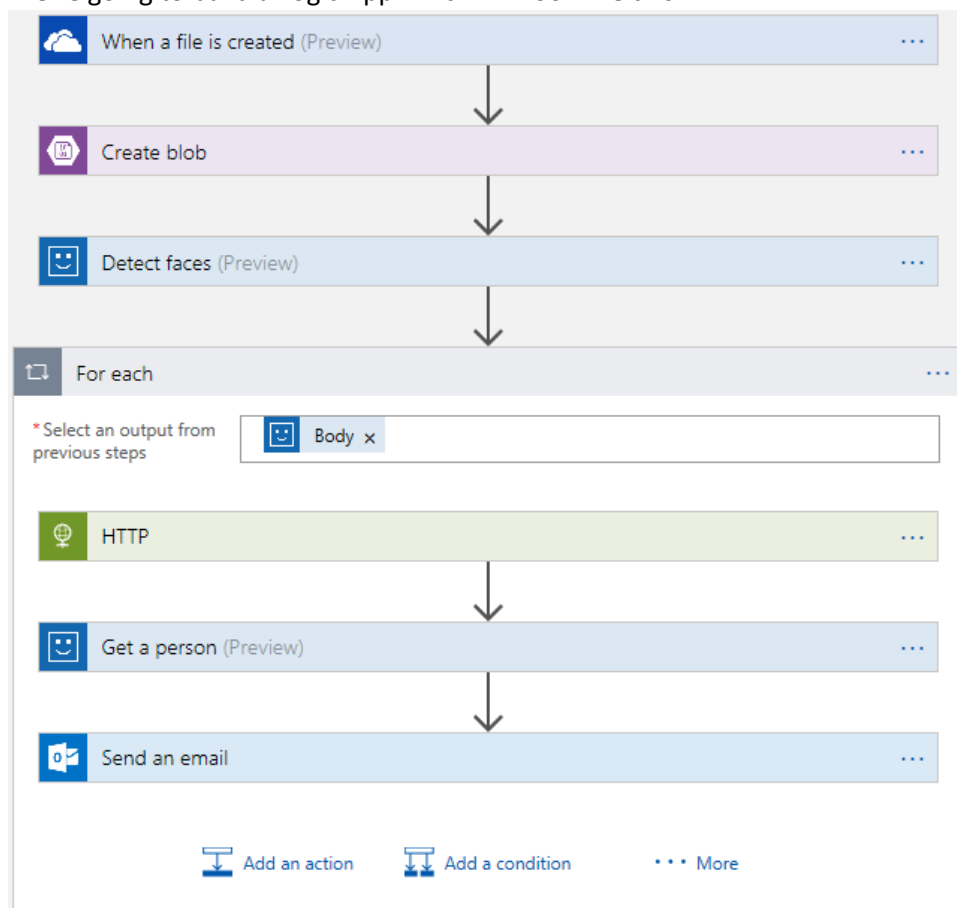 When a file is created (Preview)
...
Create blob
...
Detect faces (Preview)
...
For each
...
*Select an output from
previous steps
Body x
HTTP
...
Get a person (Preview)
...
Send an email
...
Add an action Add a condition ... More